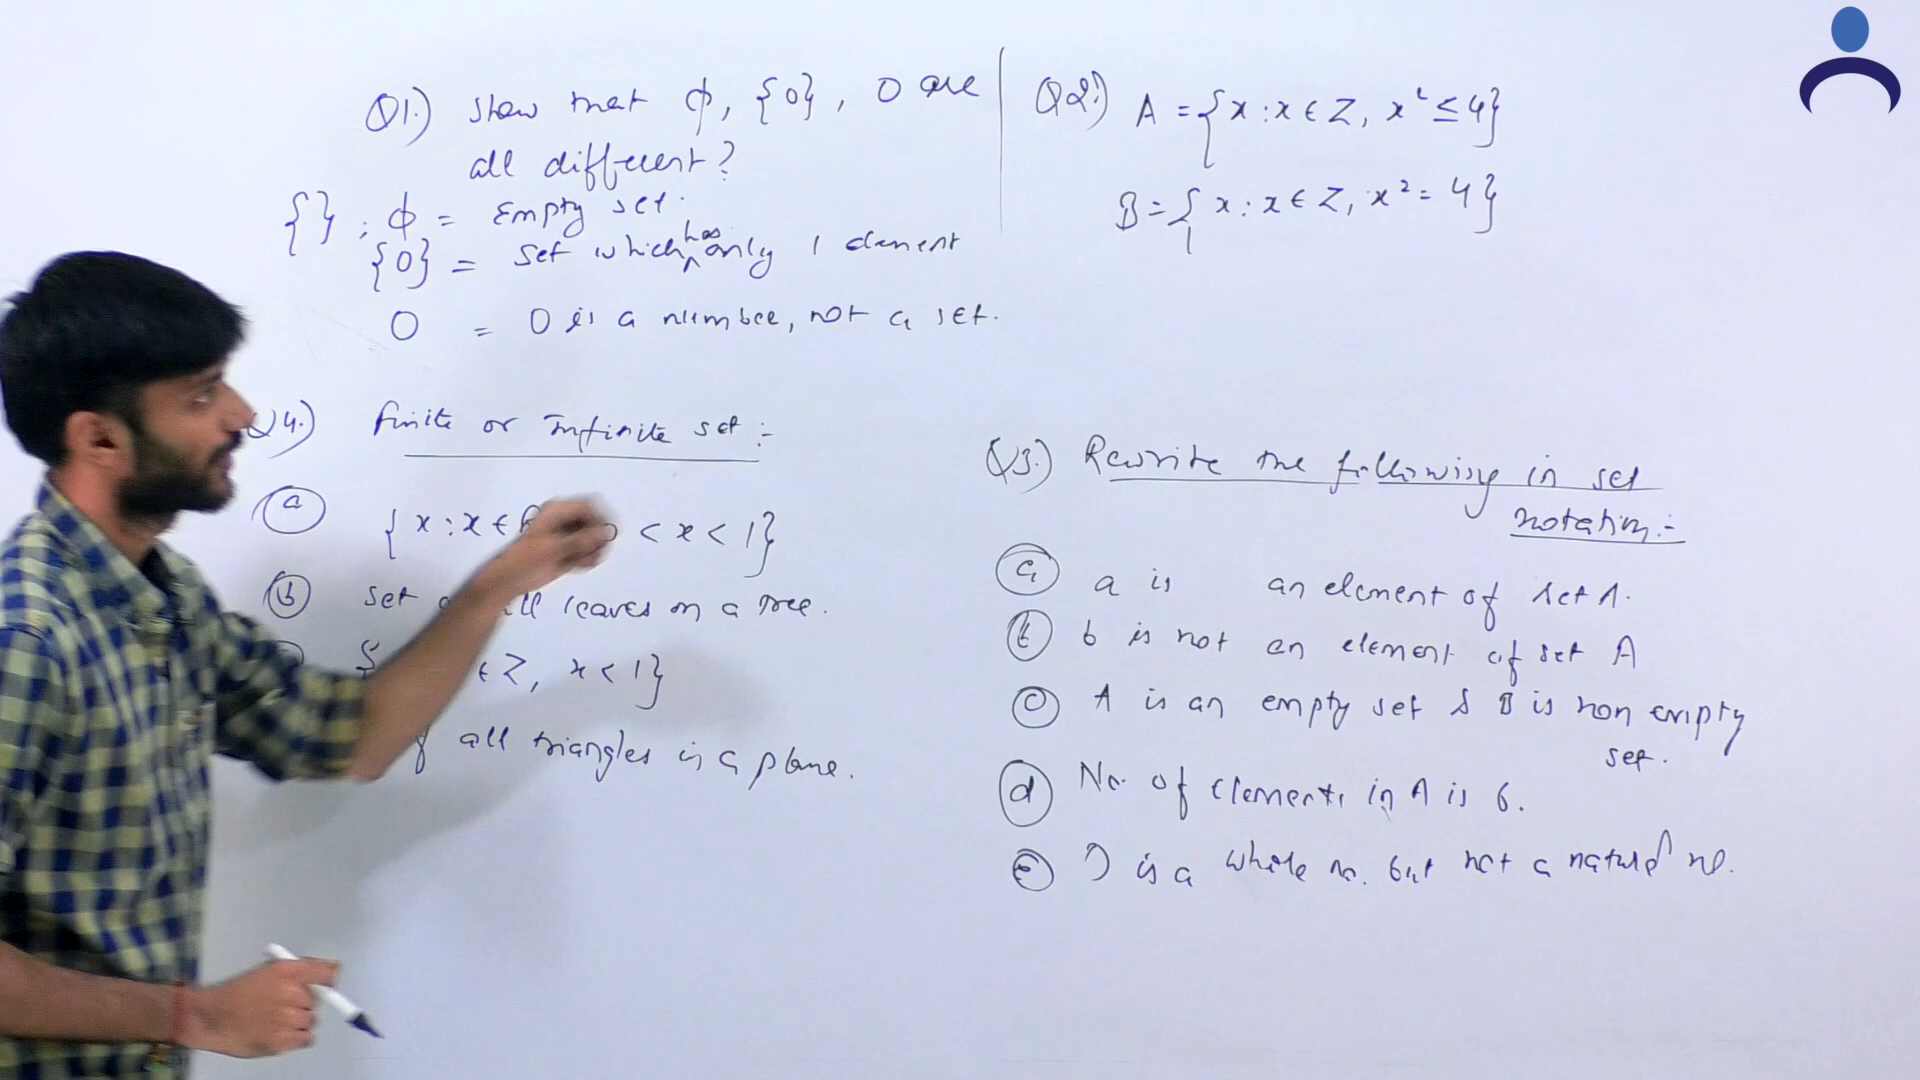 Q1.) Show that ϕ, {0}, 0 are
all different?
{} ; ϕ = Empty set.
{0} = set which has only 1 element
0 = 0 is a number, not a set.
Q2.) A = {x : x ∈ Z, x² ≤ 4}
B = {x : x ∈ Z, x² = 4}
Q4.) finite or infinite set :-
(a) {x : x ∈ < x < 1}
(b) set leaves on a tree.
∈ Z, x < 1}
all triangles in a plane.
Q3.) Rewrite the following in set
notation:-
(a) a is an element of set A.
(b) b is not an element of set A
(c) A is an empty set & B is non empty
set.
(d) No. of elements in A is 6.
(e) 0 is a whole no. but not a natural no.